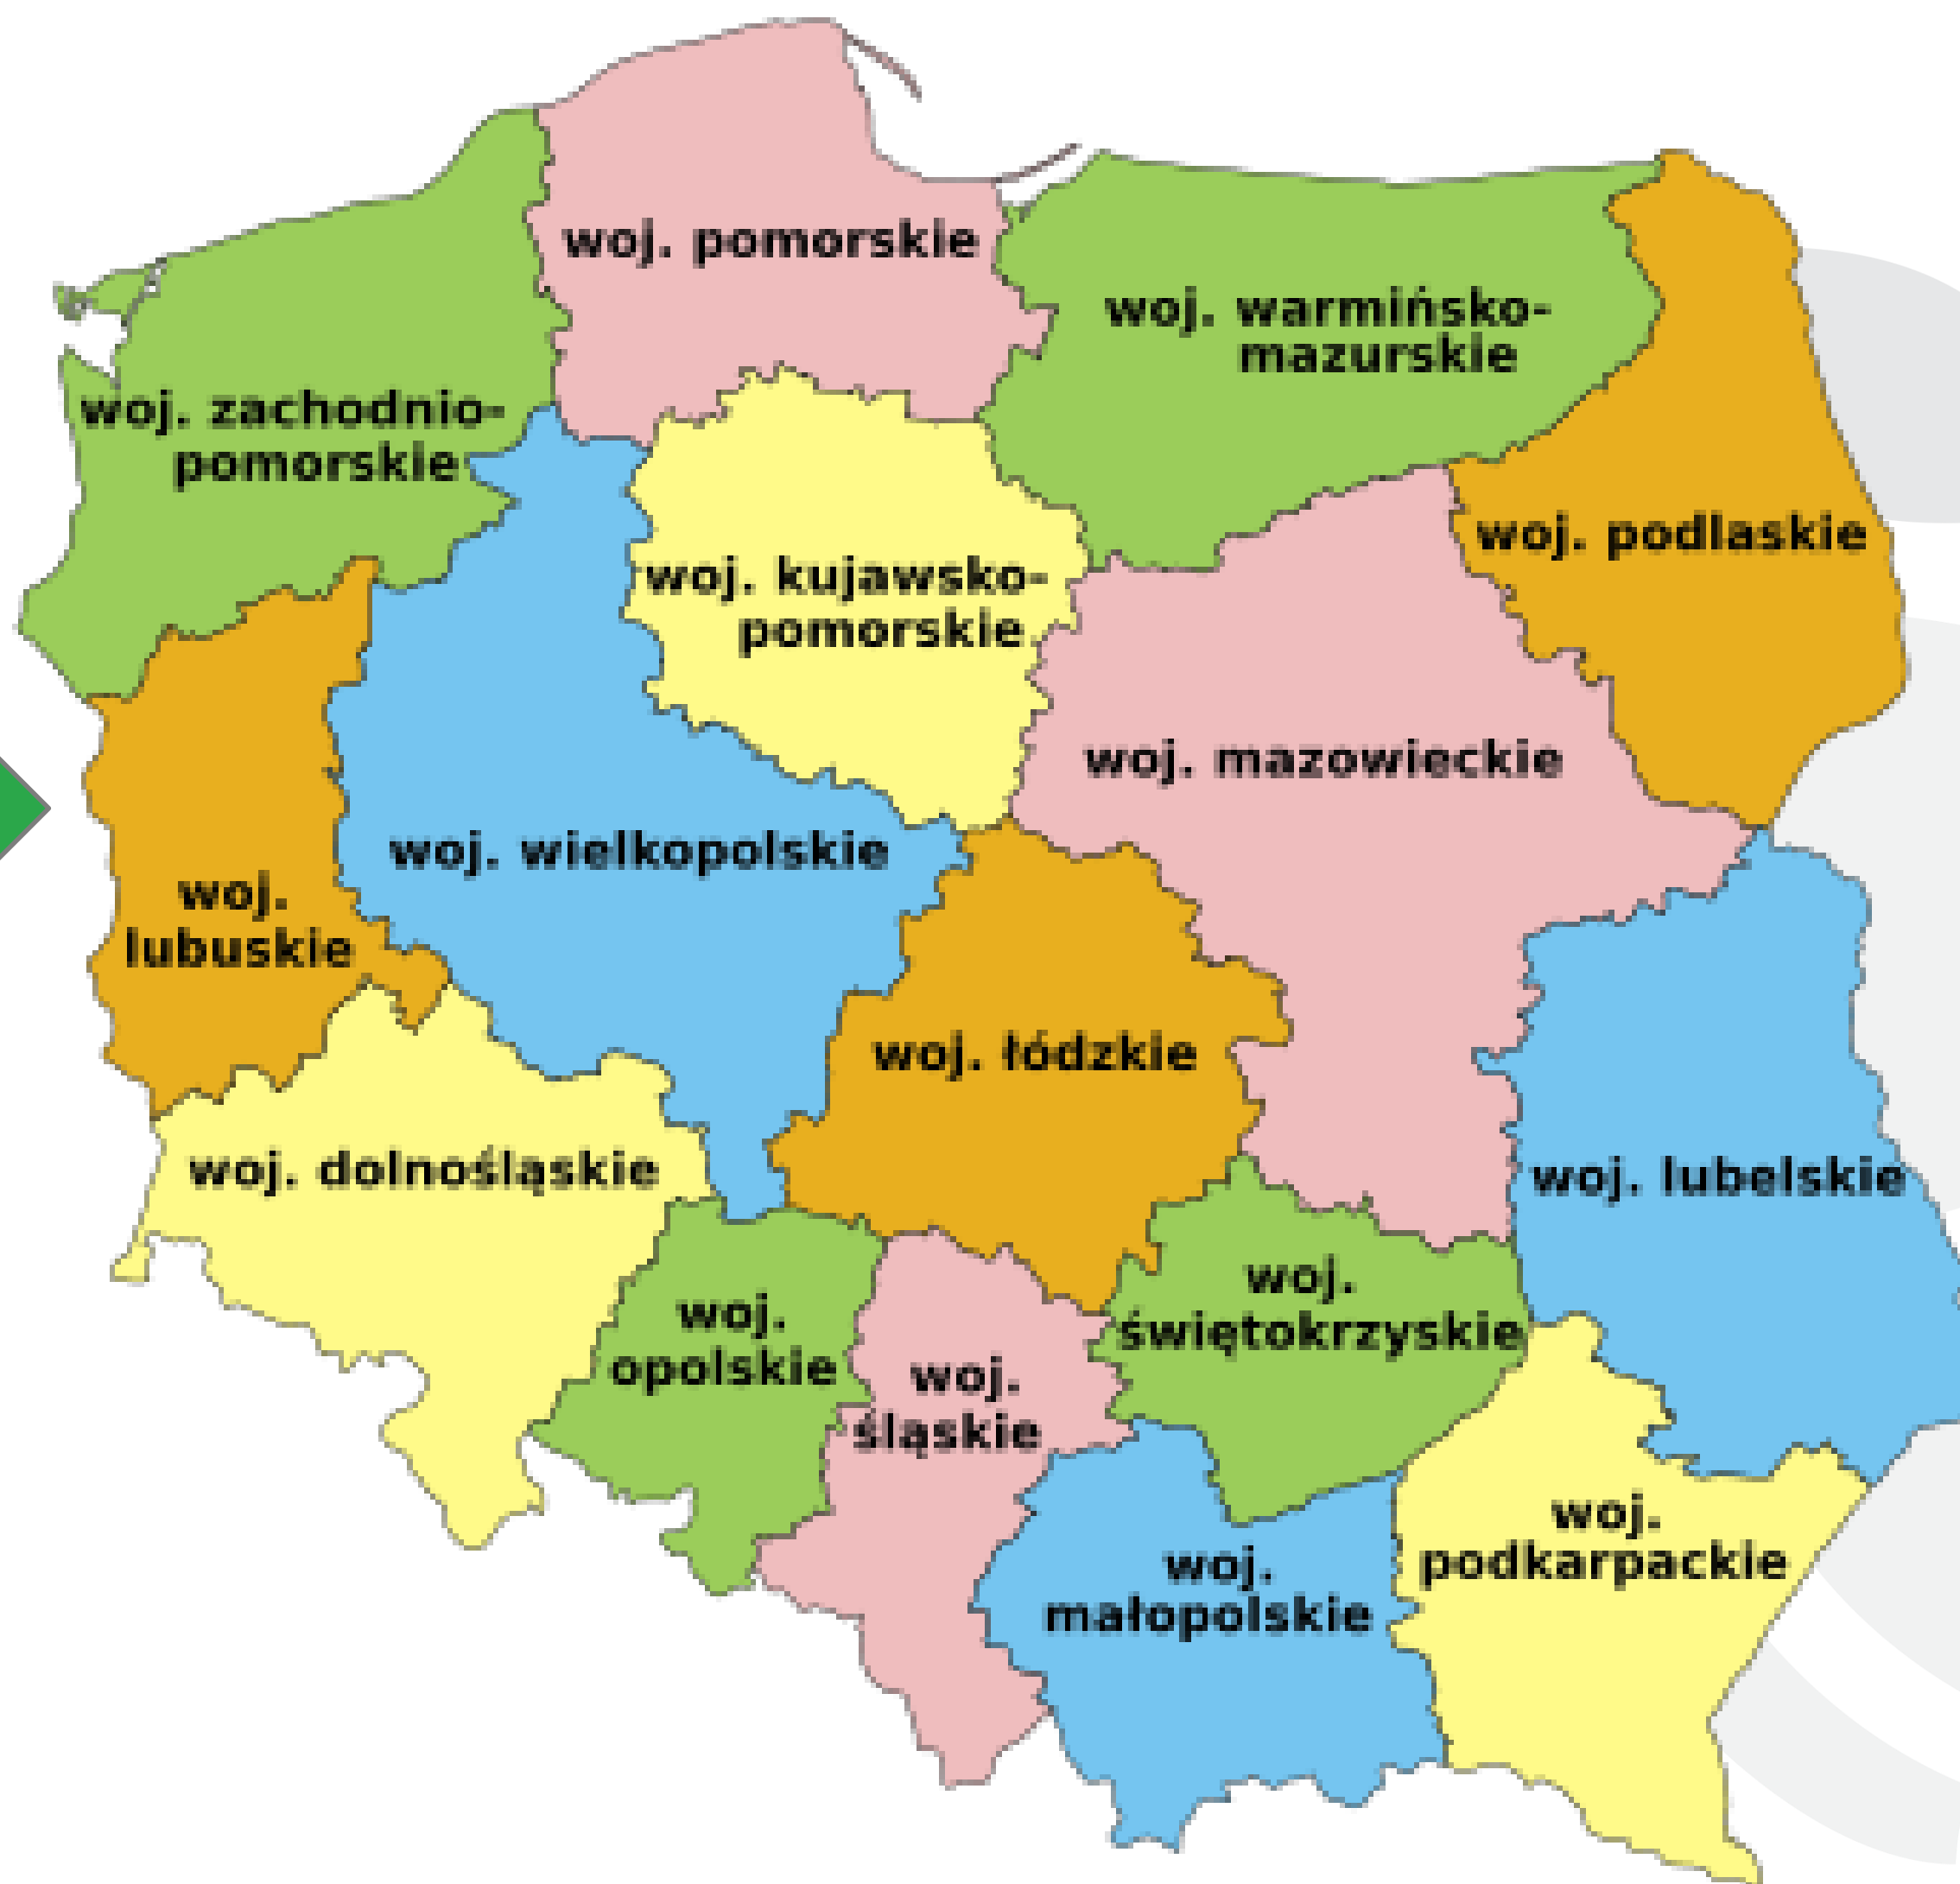 woj. pomorskie
woj. warmińsko-
mazurskie
woj. zachodnio-
pomorskie
woj. podlaskie
woj. kujawsko-
pomorskie
woj. mazowieckie
woj. wielkopolskie
woj.
lubuskie
woj. łódzkie
woj. dolnośląskie
woj. lubelskie
woj.
świętokrzyskie
woj.
opolskie
woj.
śląskie
woj.
podkarpackie
woj.
małopolskie